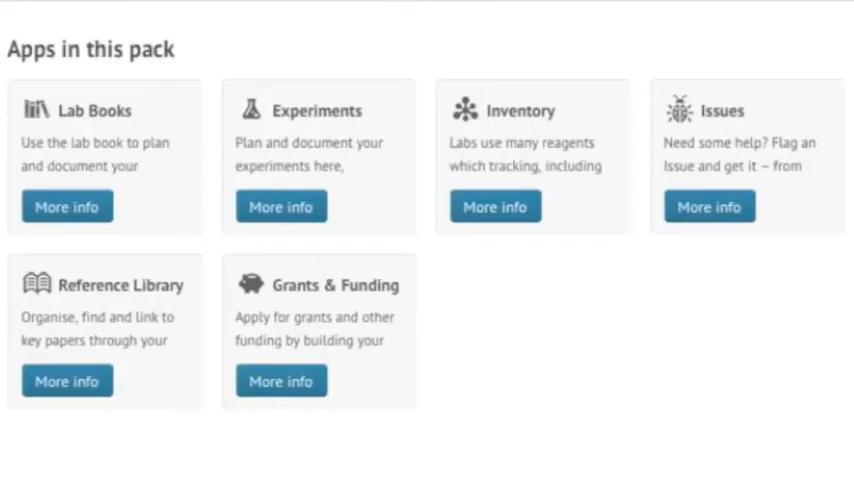 Apps in this pack
Lab Books
Use the lab book to plan
and document your
More info
Experiments
Plan and document your
experiments here,
More info
Inventory
Labs use many reagents
which tracking, including
More info
Issues
Need some help? Flag an
Issue and get it – from
More info
Reference Library
Organise, find and link to
key papers through your
More info
Grants & Funding
Apply for grants and other
funding by building your
More info